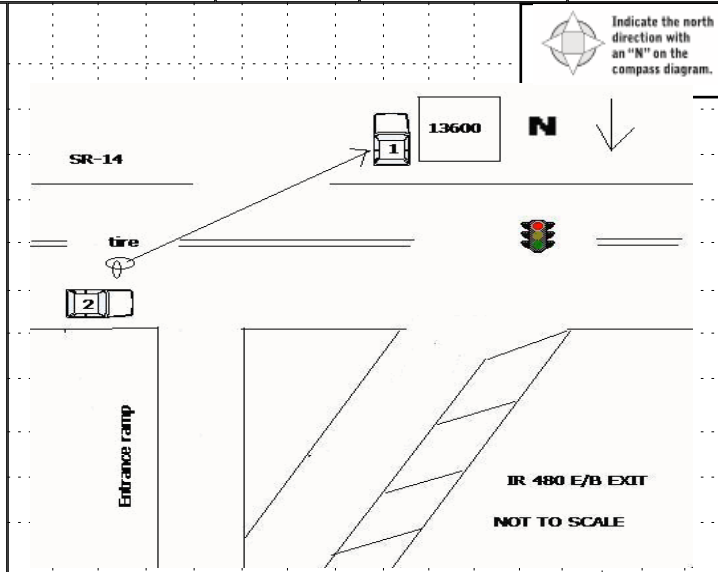 Indicate the north
direction with
an “N” on the
compass diagram.
1
13600
N
SR-14
tire
2
Entrance ramp
IR 480 E/B EXIT
NOT TO SCALE